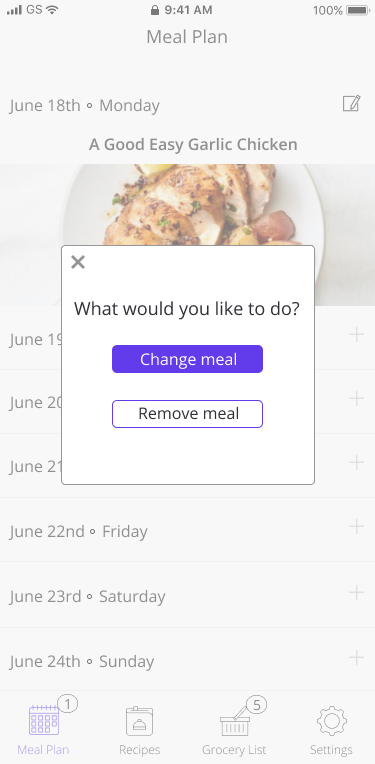 GS 9:41 AM 100%
Meal Plan
June 18th ∘ Monday
A Good Easy Garlic Chicken
What would you like to do?
June 19
Change meal
June 20
Remove meal
June 21
June 22nd ∘ Friday
June 23rd ∘ Saturday
June 24th ∘ Sunday
1
5
Meal Plan Recipes Grocery List Settings